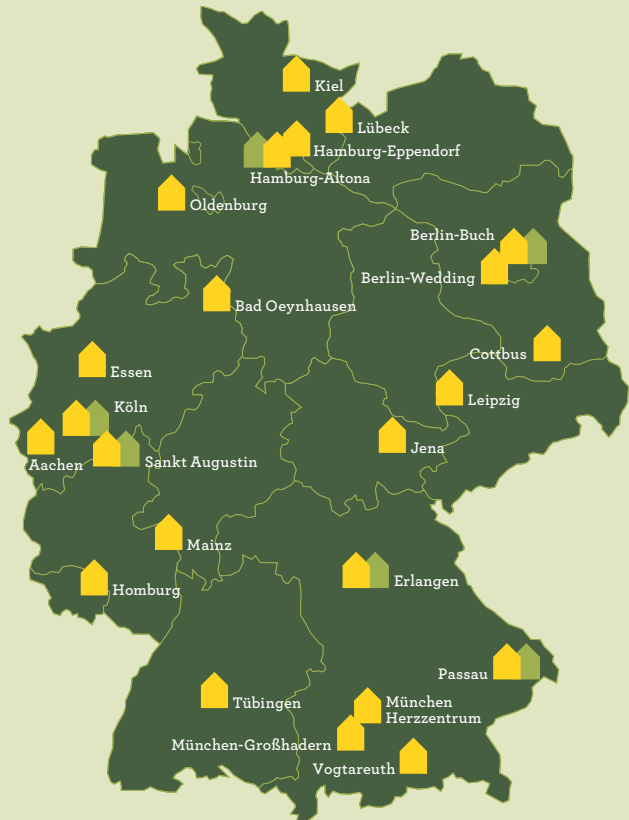 Kiel
Lübeck
Hamburg-Eppendorf
Hamburg-Altona
Oldenburg
Berlin-Buch
Berlin-Wedding
Bad Oeynhausen
Cottbus
Essen
Leipzig
Köln
Jena
Aachen
Sankt Augustin
Mainz
Erlangen
Homburg
Passau
Tübingen
München
Herzzentrum
München-Großhadern
Vogtareuth